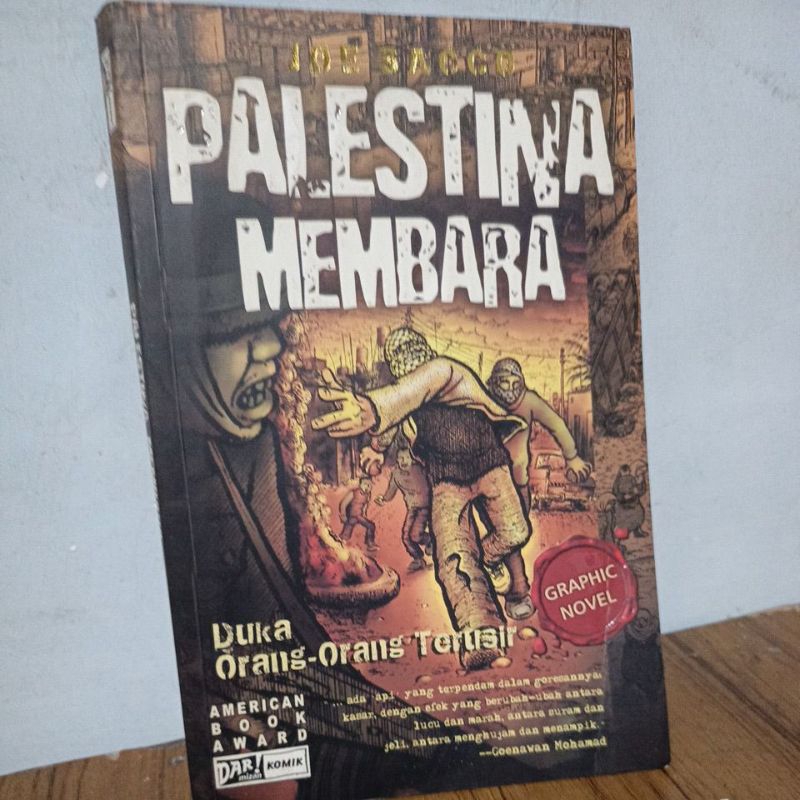 JOE SACCO
PALESTINA
MEMBARA
GRAPHIC
NOVEL
Duka
Orang-Orang Terusir
"... ada 'api' yang terpendam dalam goresannya:
kasar, dengan efek yang berubah-ubah antara
lucu dan marah, antara suram dan
jeli, antara menghujam dan menampik."
--Goenawan Mohamad
AMERICAN
BOOK
AWARD
DAR!
mizan
KOMIK